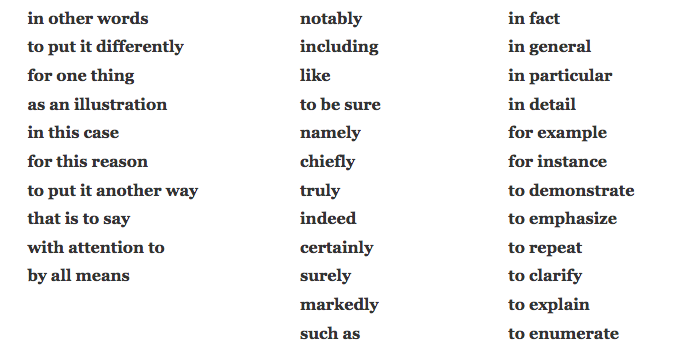 in other words
to put it differently
for one thing
as an illustration
in this case
for this reason
to put it another way
that is to say
with attention to
by all means
notably
including
like
to be sure
namely
chiefly
truly
indeed
certainly
surely
markedly
such as
in fact
in general
in particular
in detail
for example
for instance
to demonstrate
to emphasize
to repeat
to clarify
to explain
to enumerate